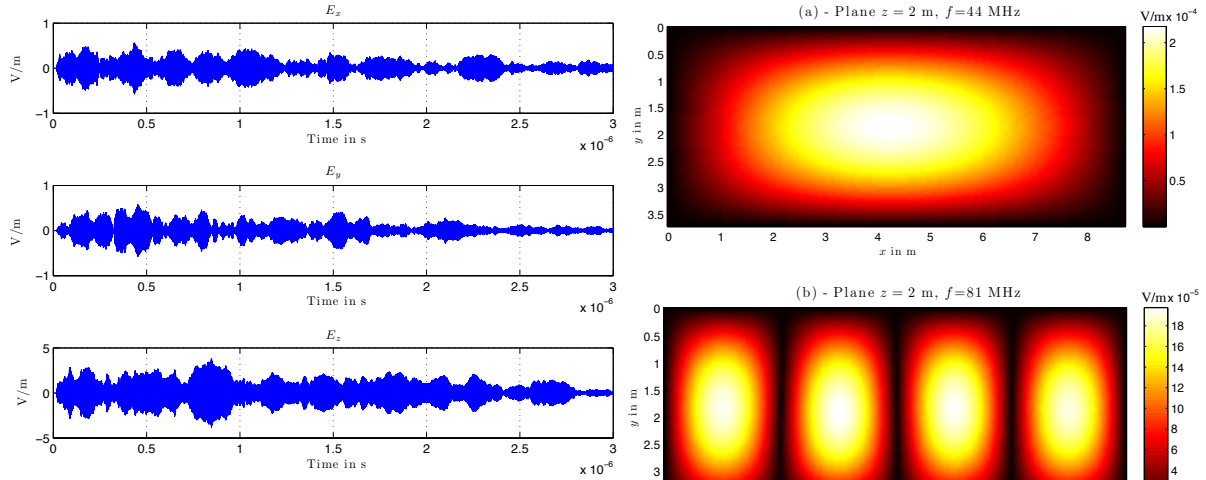 E_x
1
0
−1
V/m
0 0.5 1 1.5 2 2.5 3
Time in s
x 10^-6
E_y
1
0
−1
V/m
0 0.5 1 1.5 2 2.5 3
Time in s
x 10^-6
E_z
5
0
−5
V/m
0 0.5 1 1.5 2 2.5 3
Time in s
x 10^-6
(a) - Plane z = 2 m, f=44 MHz
V/m x 10^-4
0
0.5
1
1.5
2
2.5
3
3.5
y in m
0 1 2 3 4 5 6 7 8
x in m
2
1.5
1
0.5
(b) - Plane z = 2 m, f=81 MHz
V/m x 10^-5
0
0.5
1
1.5
2
2.5
3
y in m
18
16
14
12
10
8
6
4